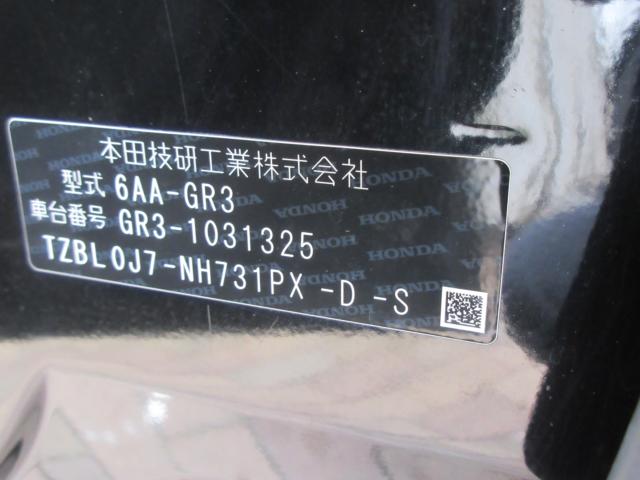 本田技研工業株式会社
型式 6AA-GR3
車台番号 GR3-1031325
TZBL0J7-NH731PX -D -S